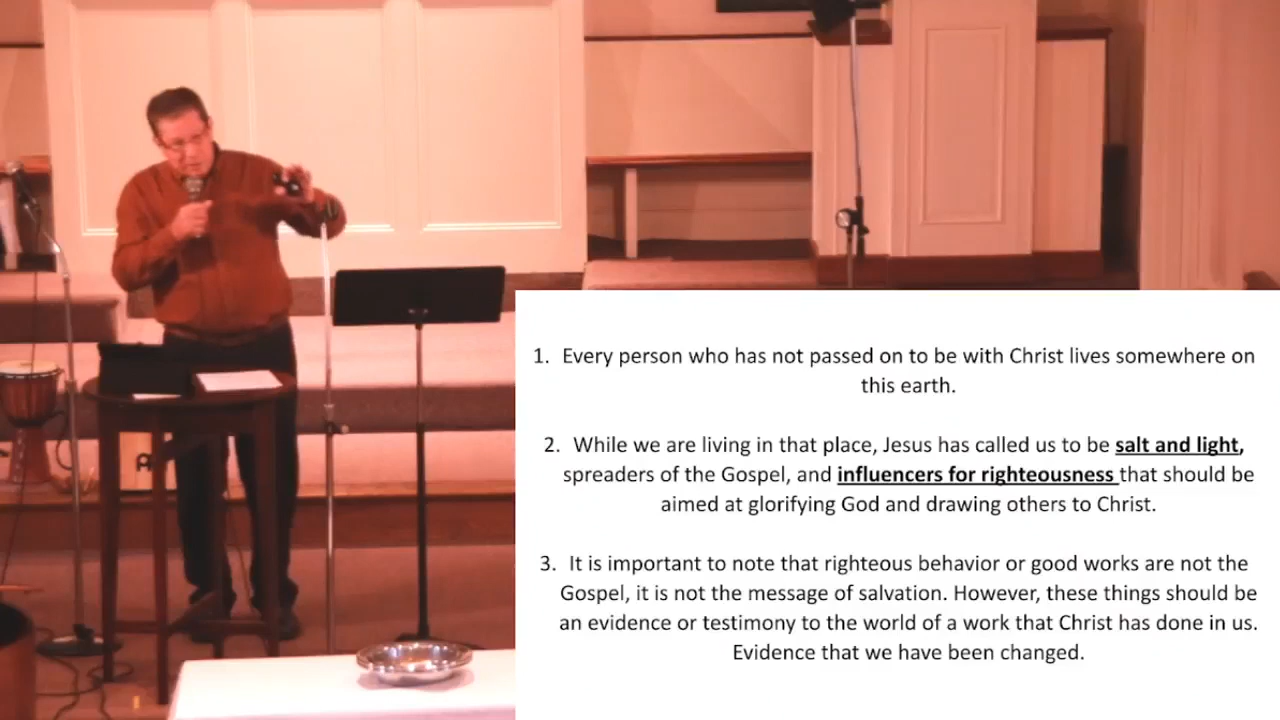 1. Every person who has not passed on to be with Christ lives somewhere on
this earth.
2. While we are living in that place, Jesus has called us to be salt and light,
spreaders of the Gospel, and influencers for righteousness that should be
aimed at glorifying God and drawing others to Christ.
3. It is important to note that righteous behavior or good works are not the
Gospel, it is not the message of salvation. However, these things should be
an evidence or testimony to the world of a work that Christ has done in us.
Evidence that we have been changed.